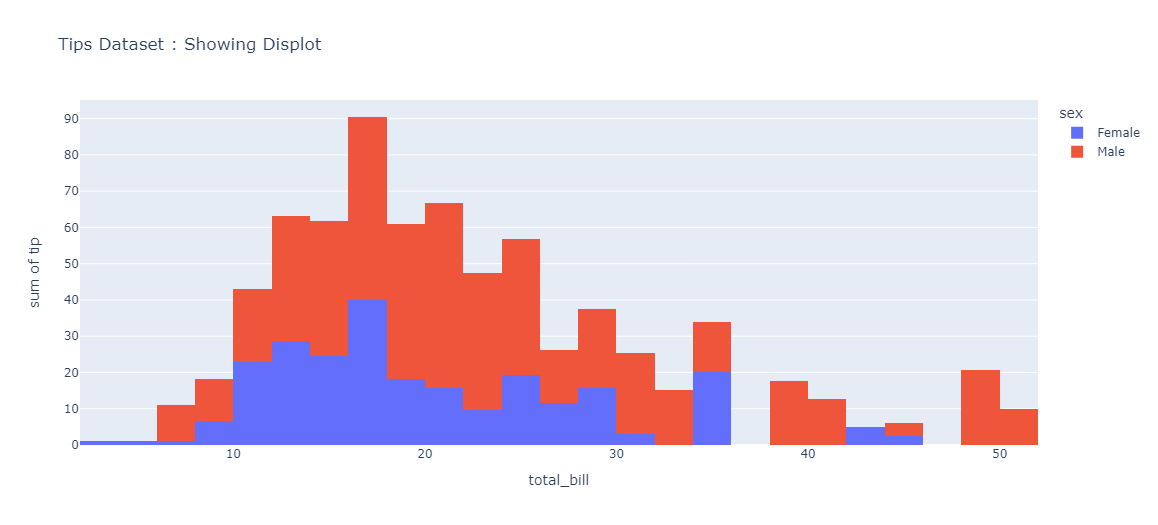 Tips Dataset : Showing Displot
sex
Female
Male
sum of tip
90
80
70
60
50
40
30
20
10
0
10 20 30 40 50
total_bill